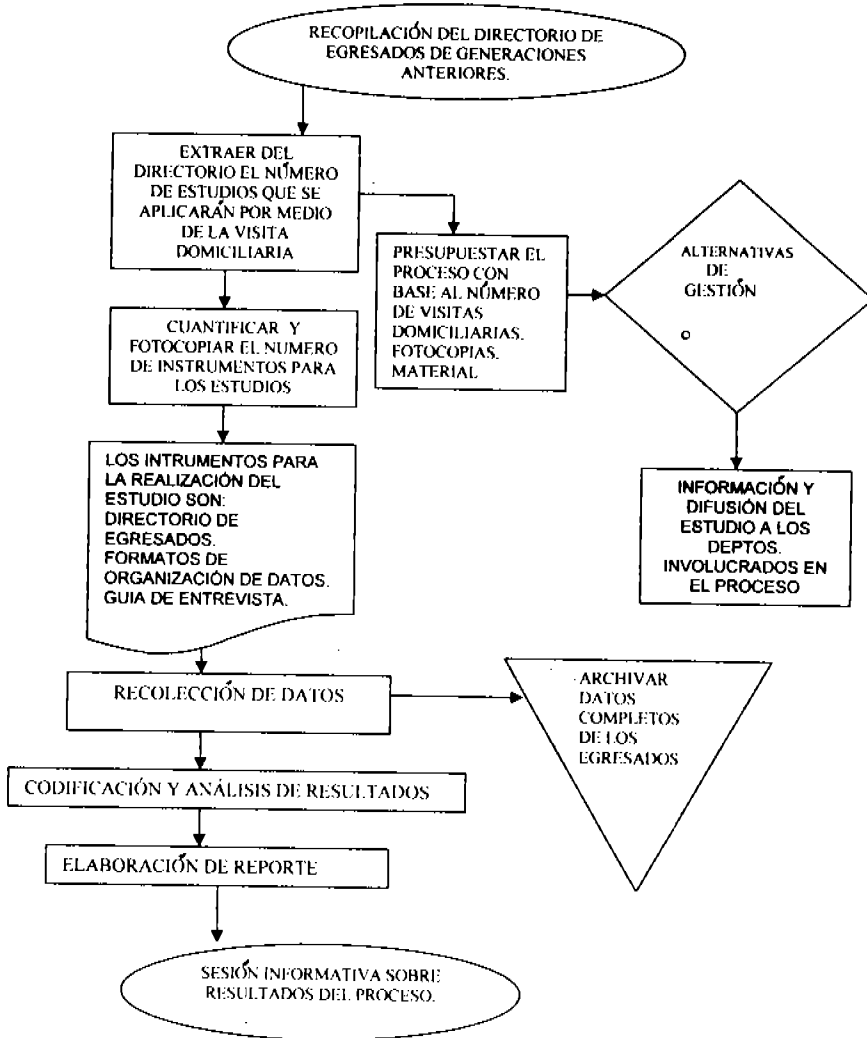 RECOPILACIÓN DEL DIRECTORIO DE
EGRESADOS DE GENERACIONES
ANTERIORES.
EXTRAER DEL
DIRECTORIO EL NÚMERO
DE ESTUDIOS QUE SE
APLICARÁN POR MEDIO
DE LA VISITA
DOMICILIARIA
PRESUPUESTAR EL
PROCESO CON
BASE AL NÚMERO
DE VISITAS
DOMICILIARIAS.
FOTOCOPIAS.
MATERIAL
ALTERNATIVAS
DE
GESTIÓN
CUANTIFICAR Y
FOTOCOPIAR EL NUMERO
DE INSTRUMENTOS PARA
LOS ESTUDIOS
LOS INTRUMENTOS PARA
LA REALIZACIÓN DEL
ESTUDIO SON:
DIRECTORIO DE
EGRESADOS.
FORMATOS DE
ORGANIZACIÓN DE DATOS.
GUIA DE ENTREVISTA.
INFORMACIÓN Y
DIFUSIÓN DEL
ESTUDIO A LOS
DEPTOS.
INVOLUCRADOS EN
EL PROCESO
RECOLECCIÓN DE DATOS
ARCHIVAR
DATOS
COMPLETOS
DE LOS
EGRESADOS
CODIFICACIÓN Y ANÁLISIS DE RESULTADOS
ELABORACIÓN DE REPORTE
SESIÓN INFORMATIVA SOBRE
RESULTADOS DEL PROCESO.